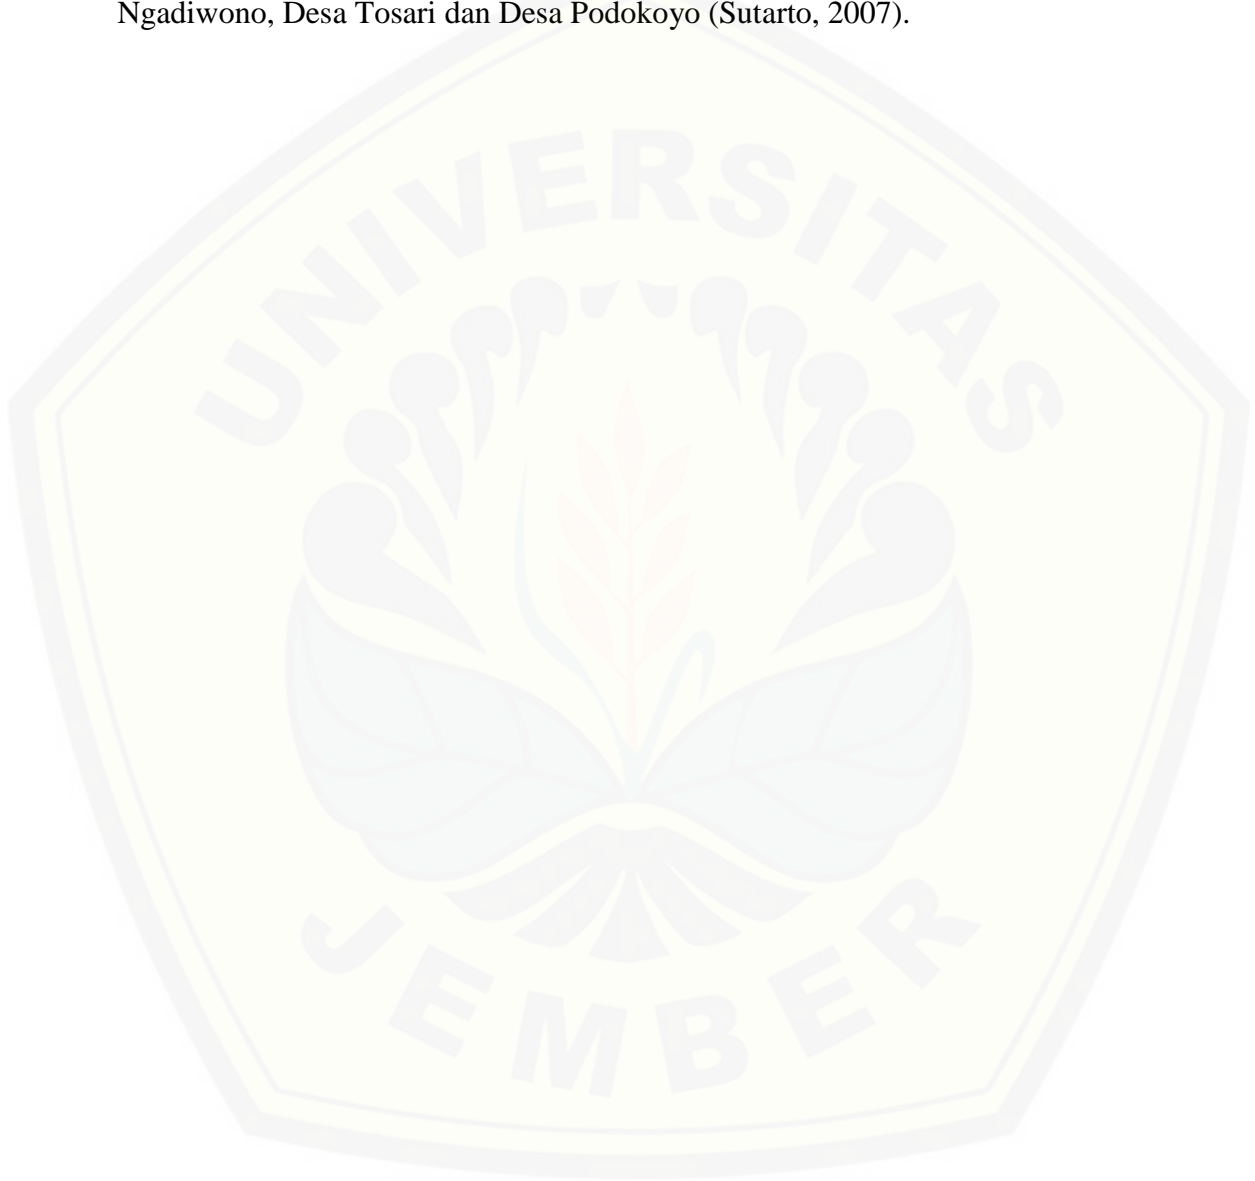 Ngadiwono, Desa Tosari dan Desa Podokoyo (Sutarto, 2007).
UNIVERSITAS
JEMBER